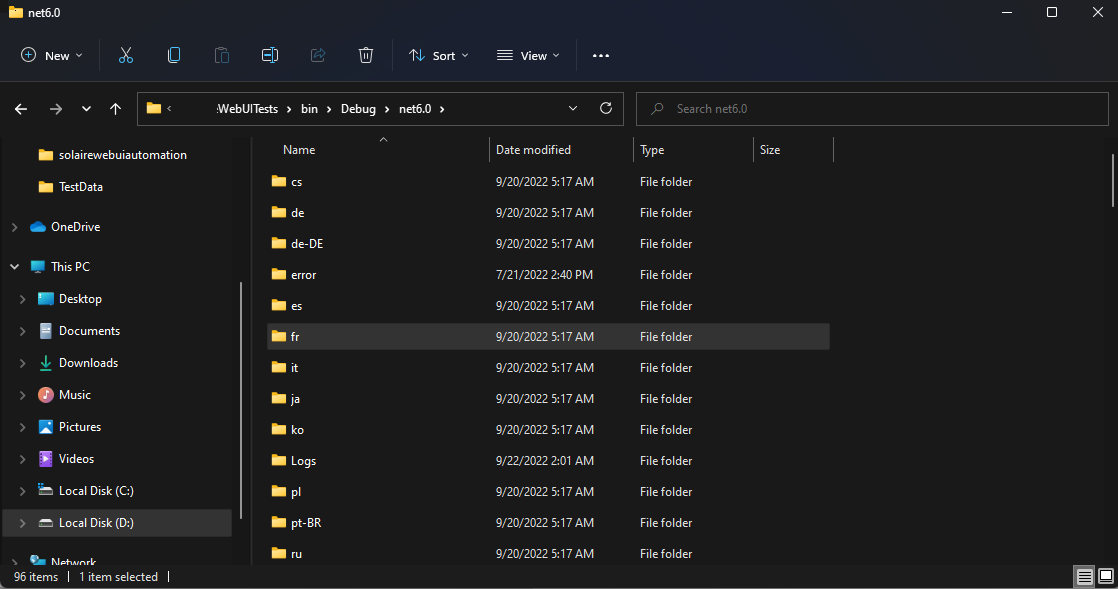 net6.0
New Sort View
:WebUITests > bin > Debug > net6.0 >
Search net6.0
solairewebuiautomation
TestData
OneDrive
This PC
Desktop
Documents
Downloads
Music
Pictures
Videos
Local Disk (C:)
Local Disk (D:)
Network
Name Date modified Type Size
cs 9/20/2022 5:17 AM File folder
de 9/20/2022 5:17 AM File folder
de-DE 9/20/2022 5:17 AM File folder
error 7/21/2022 2:40 PM File folder
es 9/20/2022 5:17 AM File folder
fr 9/20/2022 5:17 AM File folder
it 9/20/2022 5:17 AM File folder
ja 9/20/2022 5:17 AM File folder
ko 9/20/2022 5:17 AM File folder
Logs 9/22/2022 2:01 AM File folder
pl 9/20/2022 5:17 AM File folder
pt-BR 9/20/2022 5:17 AM File folder
ru 9/20/2022 5:17 AM File folder
96 items | 1 item selected |